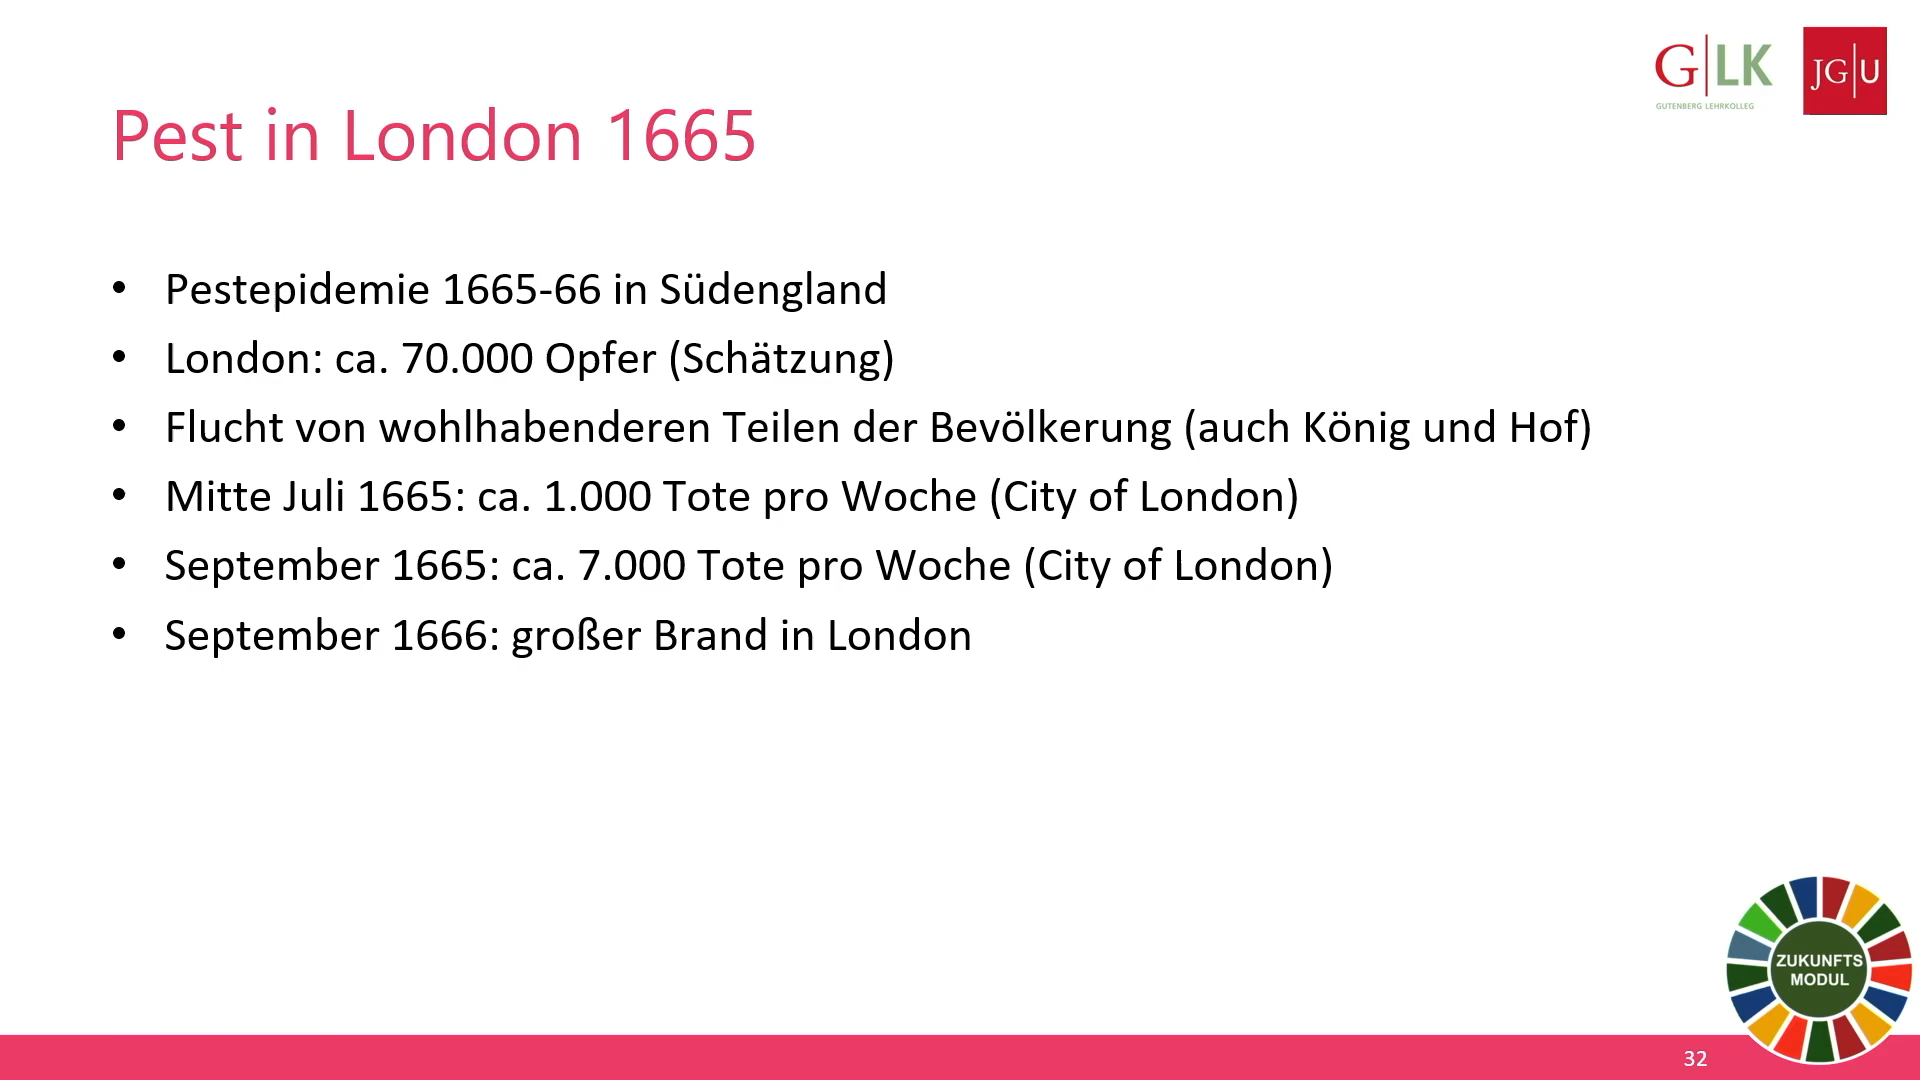 G|LK
GUTENBERG LEHRKOLLEG
JG|U
Pest in London 1665
• Pestepidemie 1665-66 in Südengland
• London: ca. 70.000 Opfer (Schätzung)
• Flucht von wohlhabenderen Teilen der Bevölkerung (auch König und Hof)
• Mitte Juli 1665: ca. 1.000 Tote pro Woche (City of London)
• September 1665: ca. 7.000 Tote pro Woche (City of London)
• September 1666: großer Brand in London
ZUKUNFTS
MODUL
32